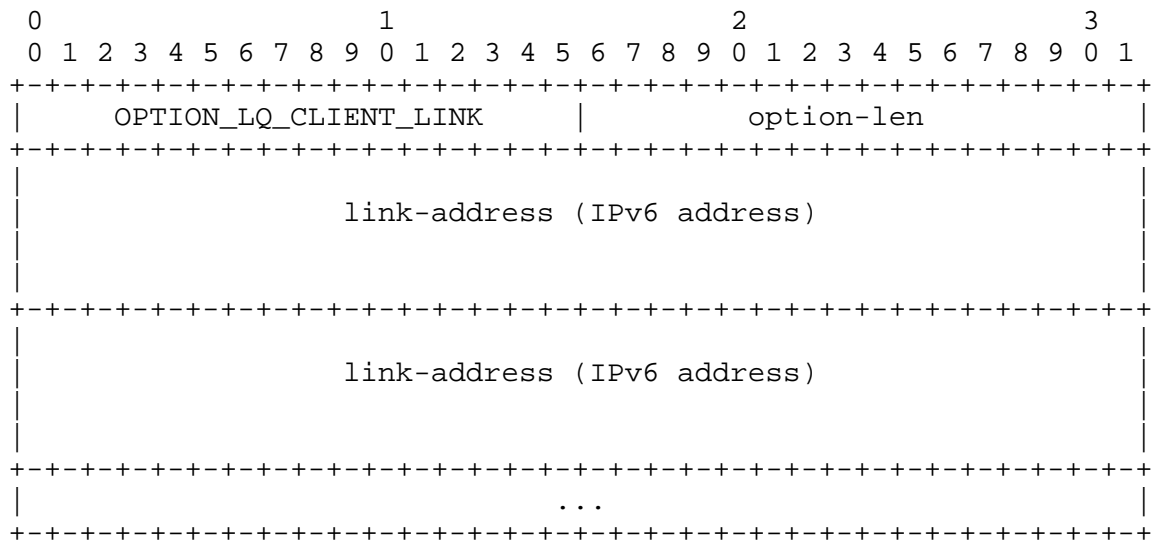 0                   1                   2                   3
 0 1 2 3 4 5 6 7 8 9 0 1 2 3 4 5 6 7 8 9 0 1 2 3 4 5 6 7 8 9 0 1
+-+-+-+-+-+-+-+-+-+-+-+-+-+-+-+-+-+-+-+-+-+-+-+-+-+-+-+-+-+-+-+-+
|     OPTION_LQ_CLIENT_LINK     |         option-len            |
+-+-+-+-+-+-+-+-+-+-+-+-+-+-+-+-+-+-+-+-+-+-+-+-+-+-+-+-+-+-+-+-+
|                                                               |
|                  link-address (IPv6 address)                  |
|                                                               |
|                                                               |
+-+-+-+-+-+-+-+-+-+-+-+-+-+-+-+-+-+-+-+-+-+-+-+-+-+-+-+-+-+-+-+-+
|                                                               |
|                  link-address (IPv6 address)                  |
|                                                               |
|                                                               |
+-+-+-+-+-+-+-+-+-+-+-+-+-+-+-+-+-+-+-+-+-+-+-+-+-+-+-+-+-+-+-+-+
|                              ...                              |
+-+-+-+-+-+-+-+-+-+-+-+-+-+-+-+-+-+-+-+-+-+-+-+-+-+-+-+-+-+-+-+-+